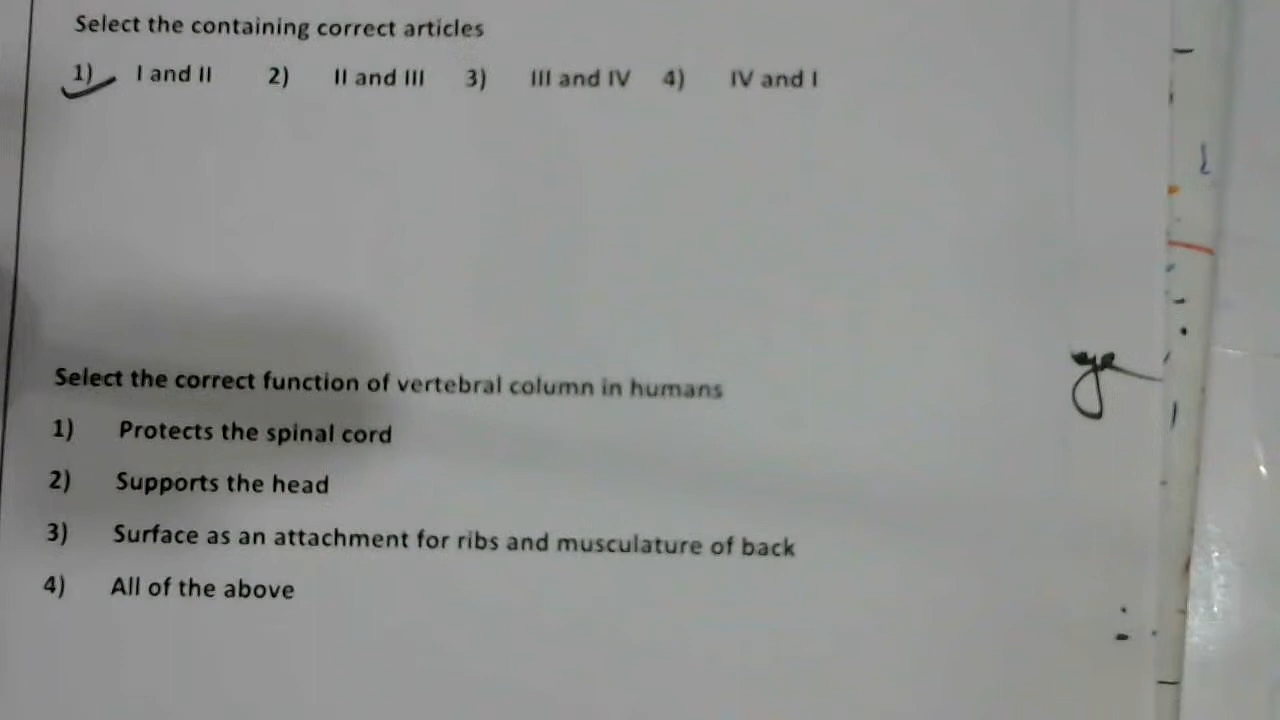 Select the containing correct articles
1) I and II 2) II and III 3) III and IV 4) IV and I
Select the correct function of vertebral column in humans
1) Protects the spinal cord
2) Supports the head
3) Surface as an attachment for ribs and musculature of back
4) All of the above